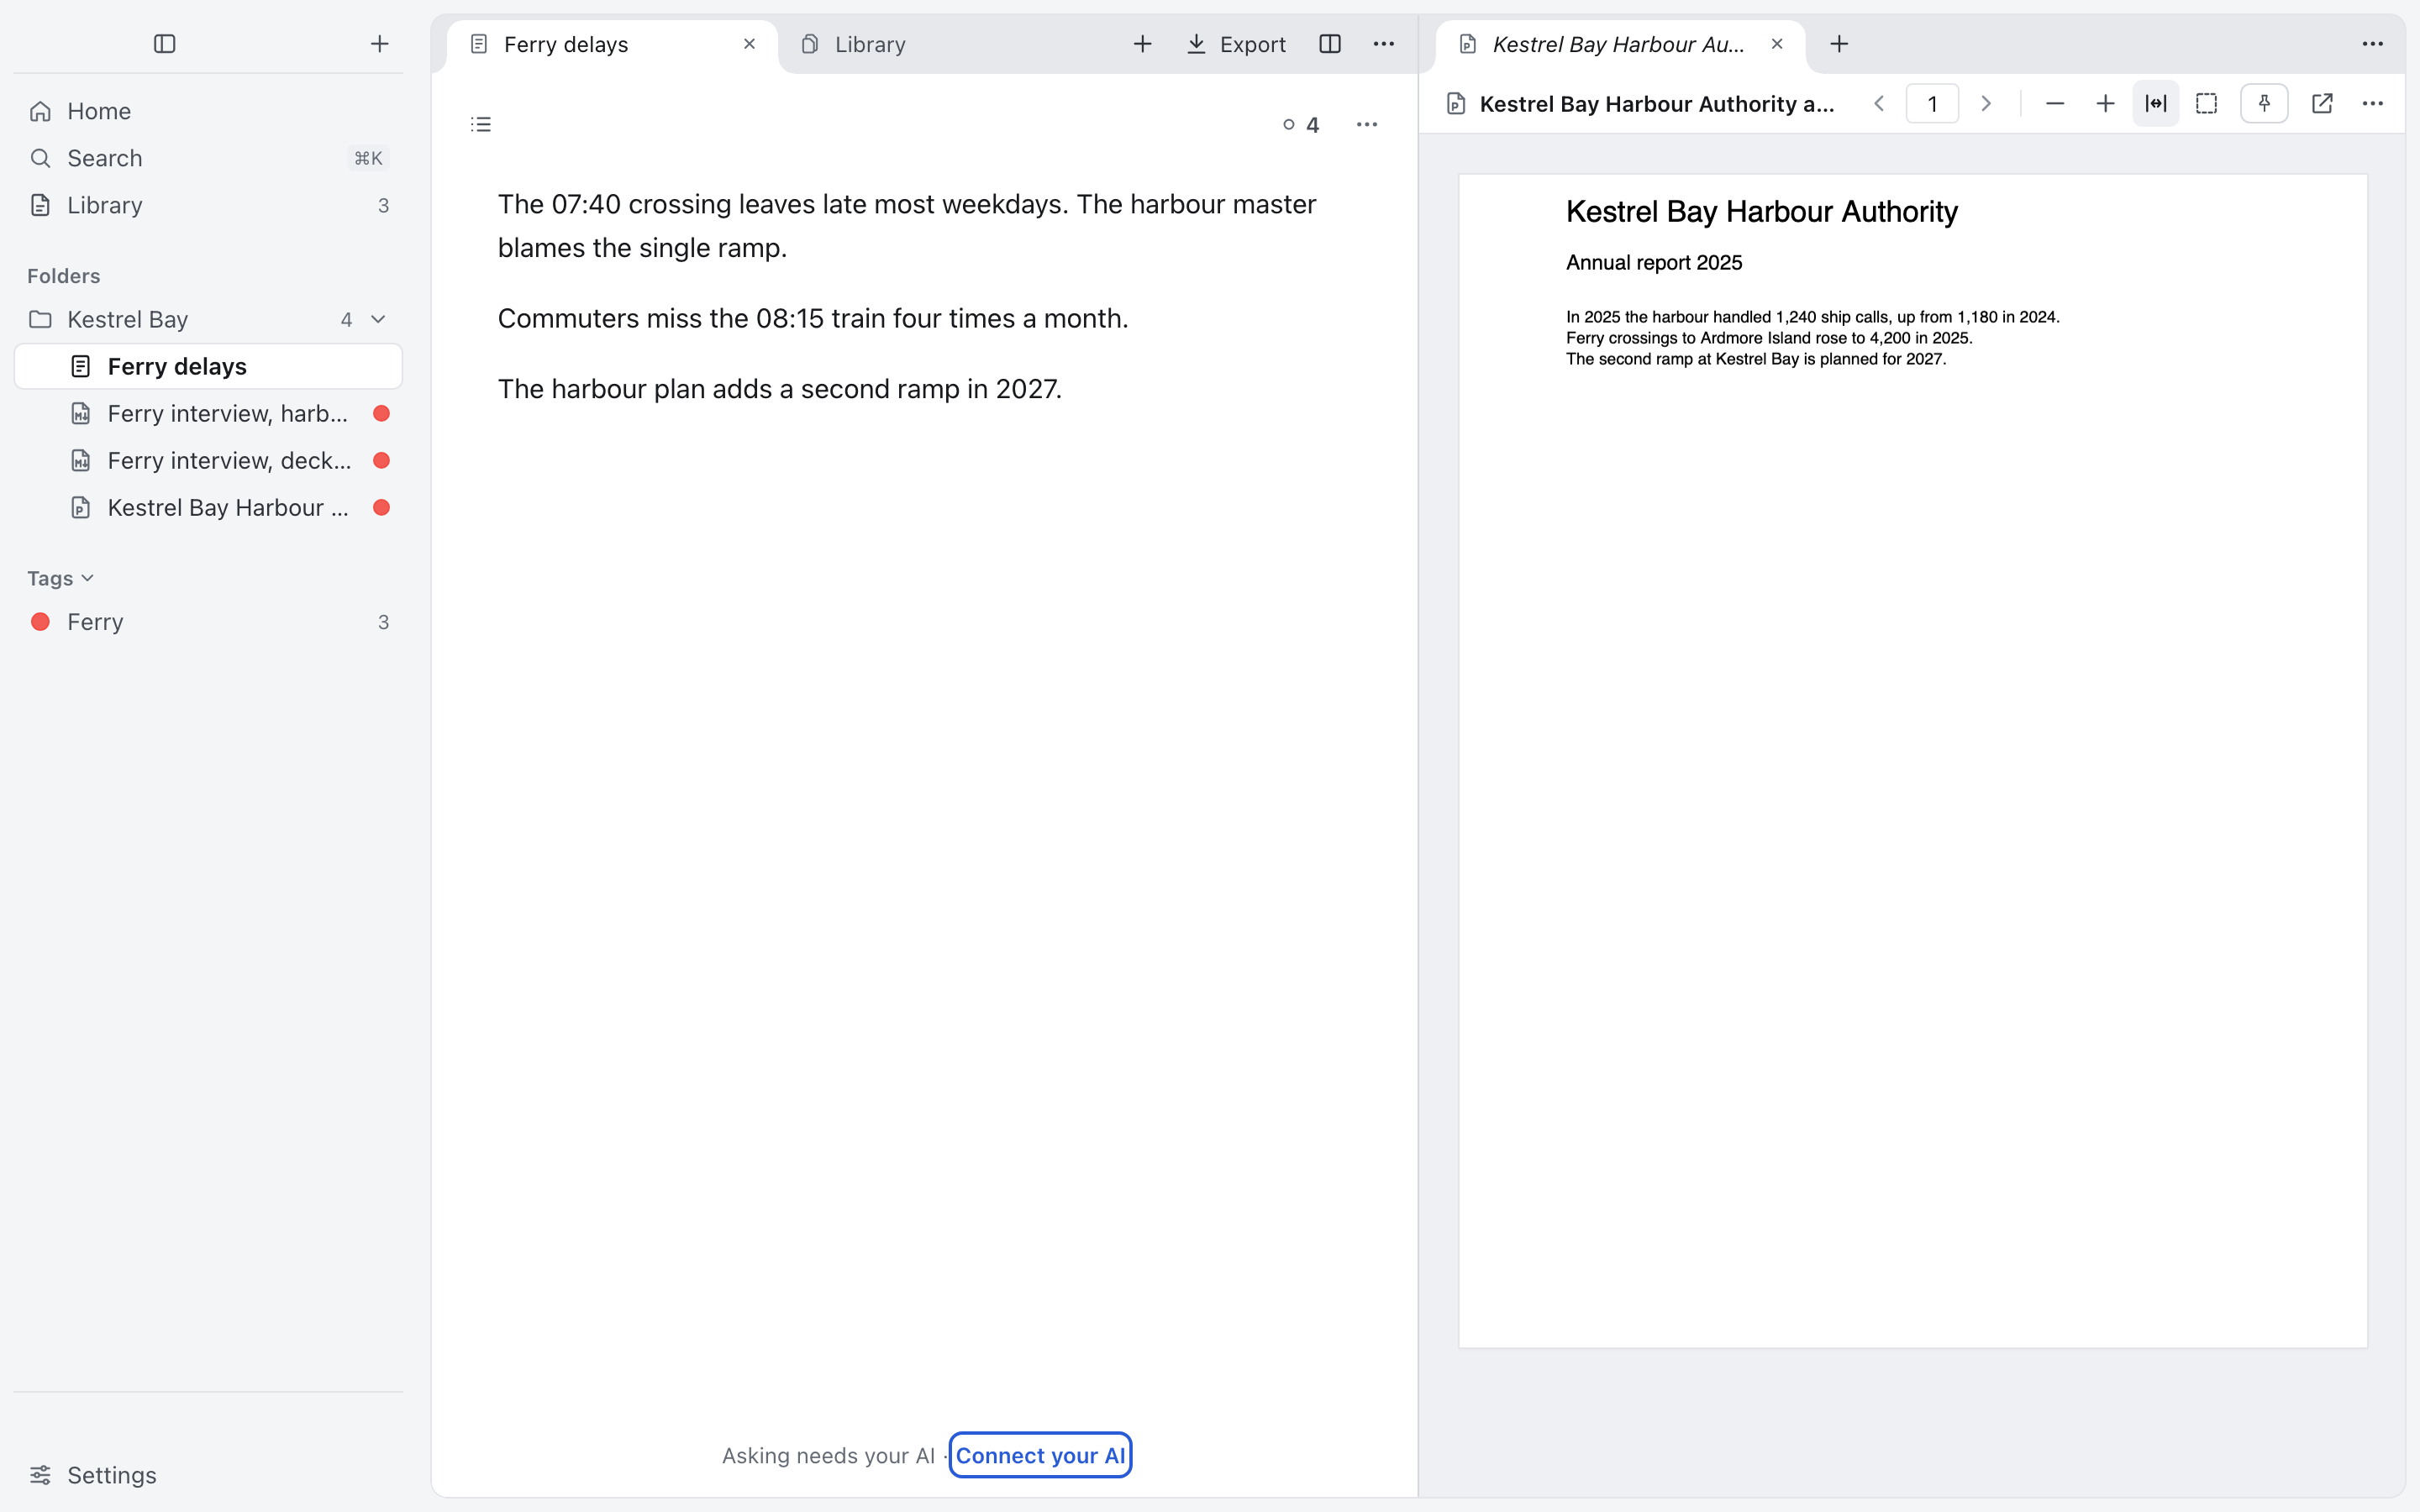 Home
Search ⌘K
Library 3
Folders
Kestrel Bay 4
Ferry delays
Ferry interview, harb...
Ferry interview, deck...
Kestrel Bay Harbour ...
Tags
Ferry 3
Settings
Ferry delays
Library
Export
4
The 07:40 crossing leaves late most weekdays. The harbour master
blames the single ramp.
Commuters miss the 08:15 train four times a month.
The harbour plan adds a second ramp in 2027.
Asking needs your AI · Connect your AI
Kestrel Bay Harbour Au...
Kestrel Bay Harbour Authority a...
1
Kestrel Bay Harbour Authority
Annual report 2025
In 2025 the harbour handled 1,240 ship calls, up from 1,180 in 2024.
Ferry crossings to Ardmore Island rose to 4,200 in 2025.
The second ramp at Kestrel Bay is planned for 2027.